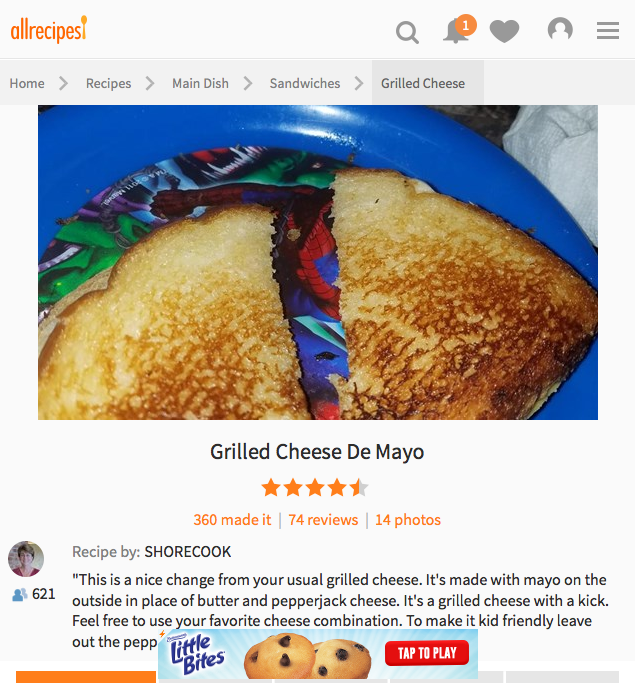 allrecipes
1
Home
Recipes
Main Dish
Sandwiches
Grilled Cheese
Grilled Cheese De Mayo
360 made it | 74 reviews | 14 photos
Recipe by: SHORECOOK
621
"This is a nice change from your usual grilled cheese. It's made with mayo on the
outside in place of butter and pepperjack cheese. It's a grilled cheese with a kick.
Feel free to use your favorite cheese combination. To make it kid friendly leave
out the pepp
Little
Bites
TAP TO PLAY